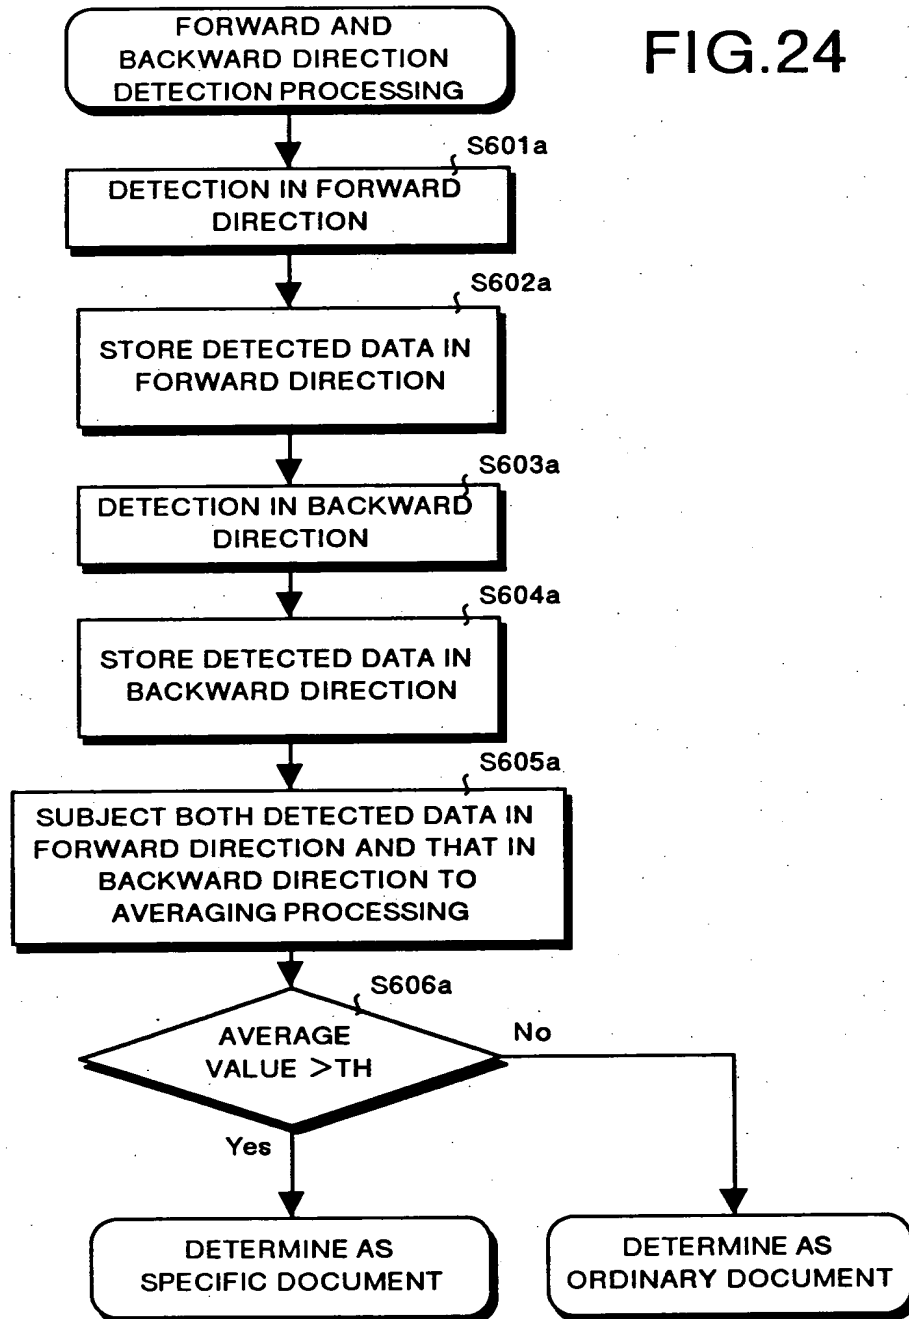 FIG.24
FORWARD AND
BACKWARD DIRECTION
DETECTION PROCESSING
S601a
DETECTION IN FORWARD
DIRECTION
S602a
STORE DETECTED DATA IN
FORWARD DIRECTION
S603a
DETECTION IN BACKWARD
DIRECTION
S604a
STORE DETECTED DATA IN
BACKWARD DIRECTION
S605a
SUBJECT BOTH DETECTED DATA IN
FORWARD DIRECTION AND THAT IN
BACKWARD DIRECTION TO
AVERAGING PROCESSING
S606a
AVERAGE
VALUE >TH
No
Yes
DETERMINE AS
SPECIFIC DOCUMENT
DETERMINE AS
ORDINARY DOCUMENT